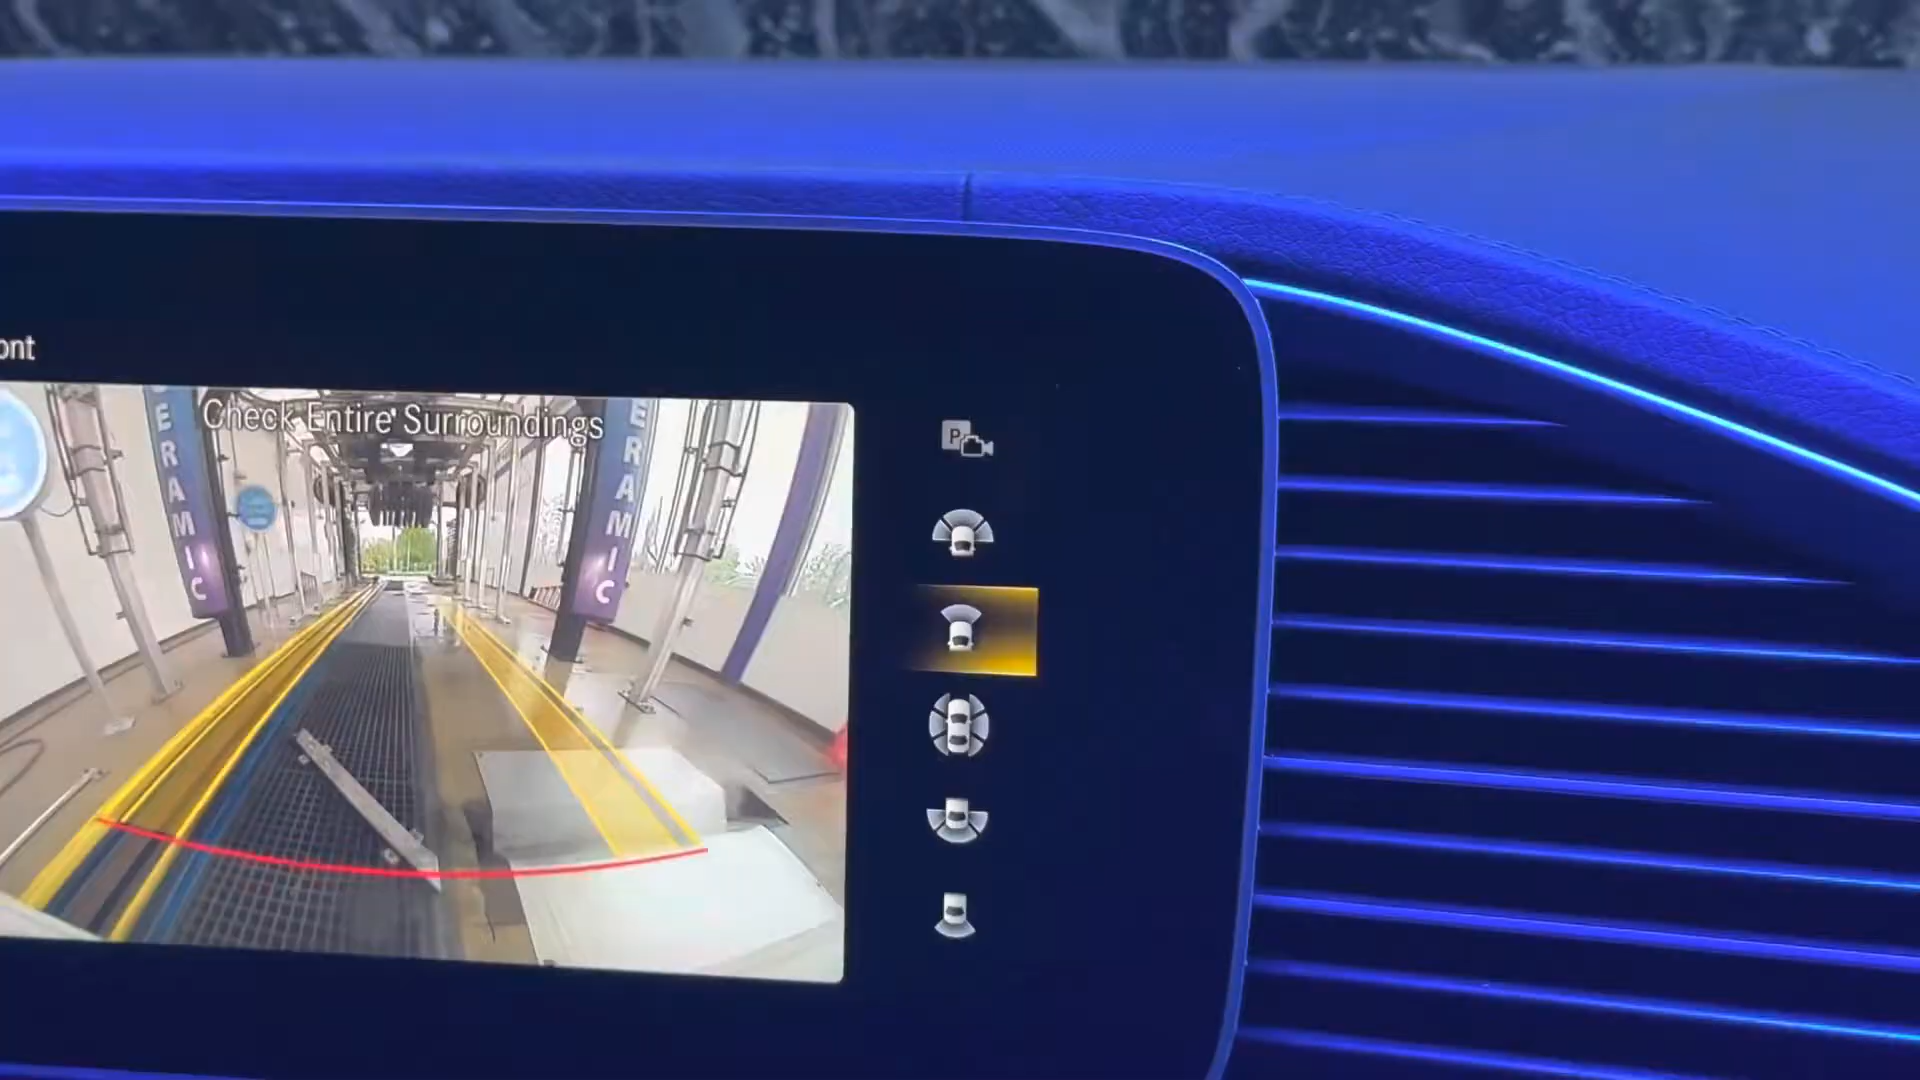 ont
Check Entire Surroundings
ERAMIC
ERAMIC
P